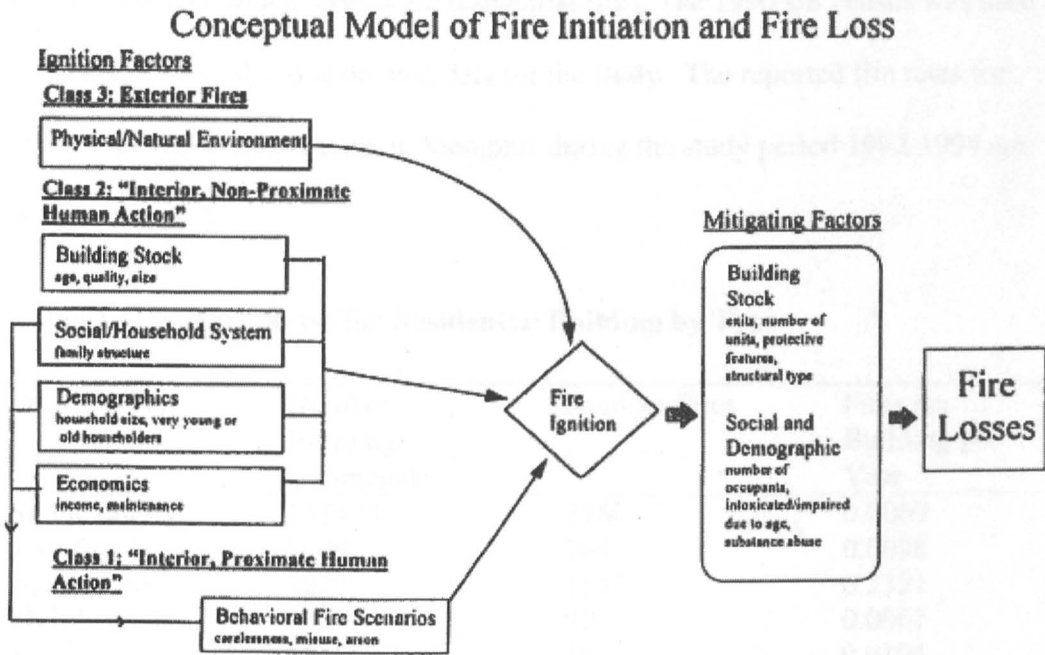 Conceptual Model of Fire Initiation and Fire Loss
Ignition Factors
Class 3: Exterior Fires
Physical/Natural Environment
Class 2: "Interior, Non-Proximate
Human Action"
Building Stock
age, quality, size
Social/Household System
family structure
Demographics
household size, very young or
old householders
Economics
income, maintenance
Class 1: "Interior, Proximate Human
Action"
Behavioral Fire Scenarios
carelessness, misuse, arson
Fire
Ignition
Mitigating Factors
Building
Stock
exits, number of
units, protective
features,
structural type
Social and
Demographic
number of
occupants,
intoxicated/impaired
due to age,
substance abuse
Fire
Losses